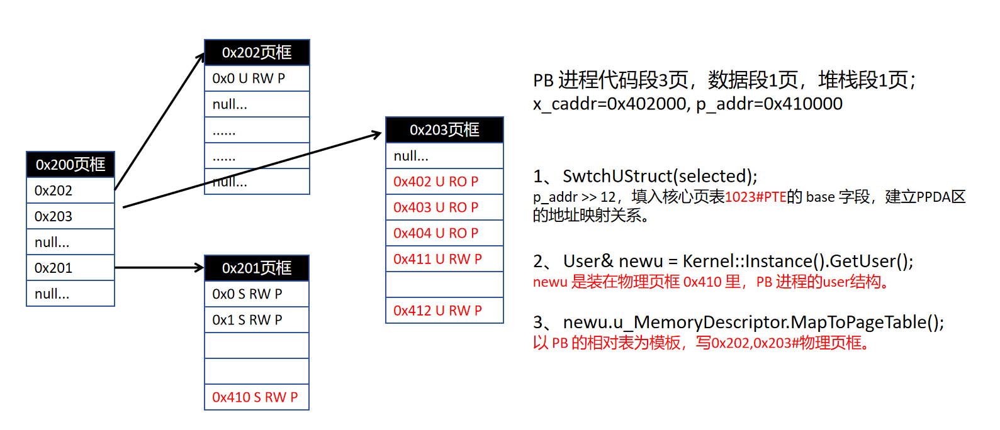 0x200页框
0x202
0x203
null...
0x201
null...
0x202页框
0x0 U RW P
null...
......
......
null...
0x201页框
0x0 S RW P
0x1 S RW P
0x410 S RW P
0x203页框
null...
0x402 U RO P
0x403 U RO P
0x404 U RO P
0x411 U RW P
0x412 U RW P
PB 进程代码段3页，数据段1页，堆栈段1页；
x_caddr=0x402000, p_addr=0x410000
1、 SwtchUStruct(selected);
p_addr >> 12，填入核心页表1023#PTE的 base 字段，建立PPDA区
的地址映射关系。
2、 User& newu = Kernel::Instance().GetUser();
newu 是装在物理页框 0x410 里，PB 进程的user结构。
3、 newu.u_MemoryDescriptor.MapToPageTable();
以 PB 的相对表为模板，写0x202,0x203#物理页框。